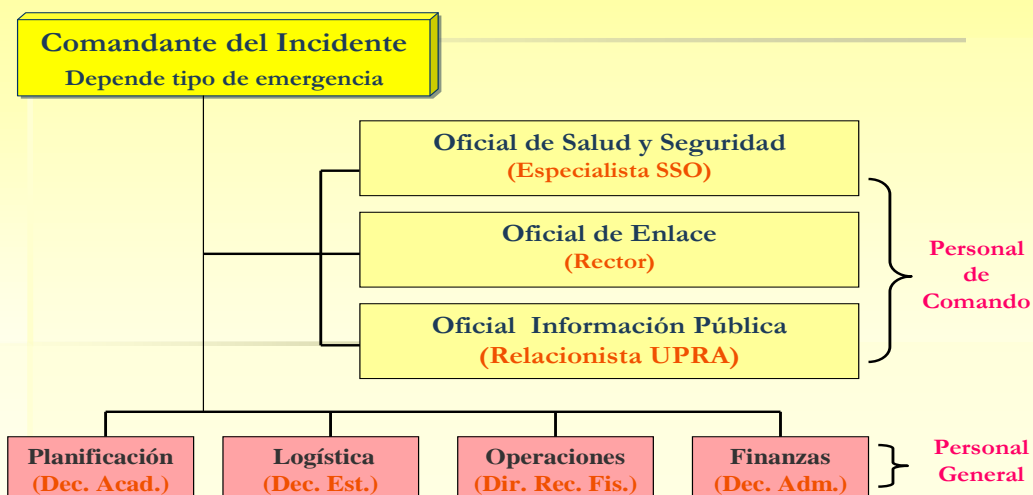 Comandante del Incidente
Depende tipo de emergencia
Oficial de Salud y Seguridad
(Especialista SSO)
Oficial de Enlace
(Rector)
Oficial Información Pública
(Relacionista UPRA)
Personal
de
Comando
Planificación
(Dec. Acad.)
Logística
(Dec. Est.)
Operaciones
(Dir. Rec. Fis.)
Finanzas
(Dec. Adm.)
Personal
General